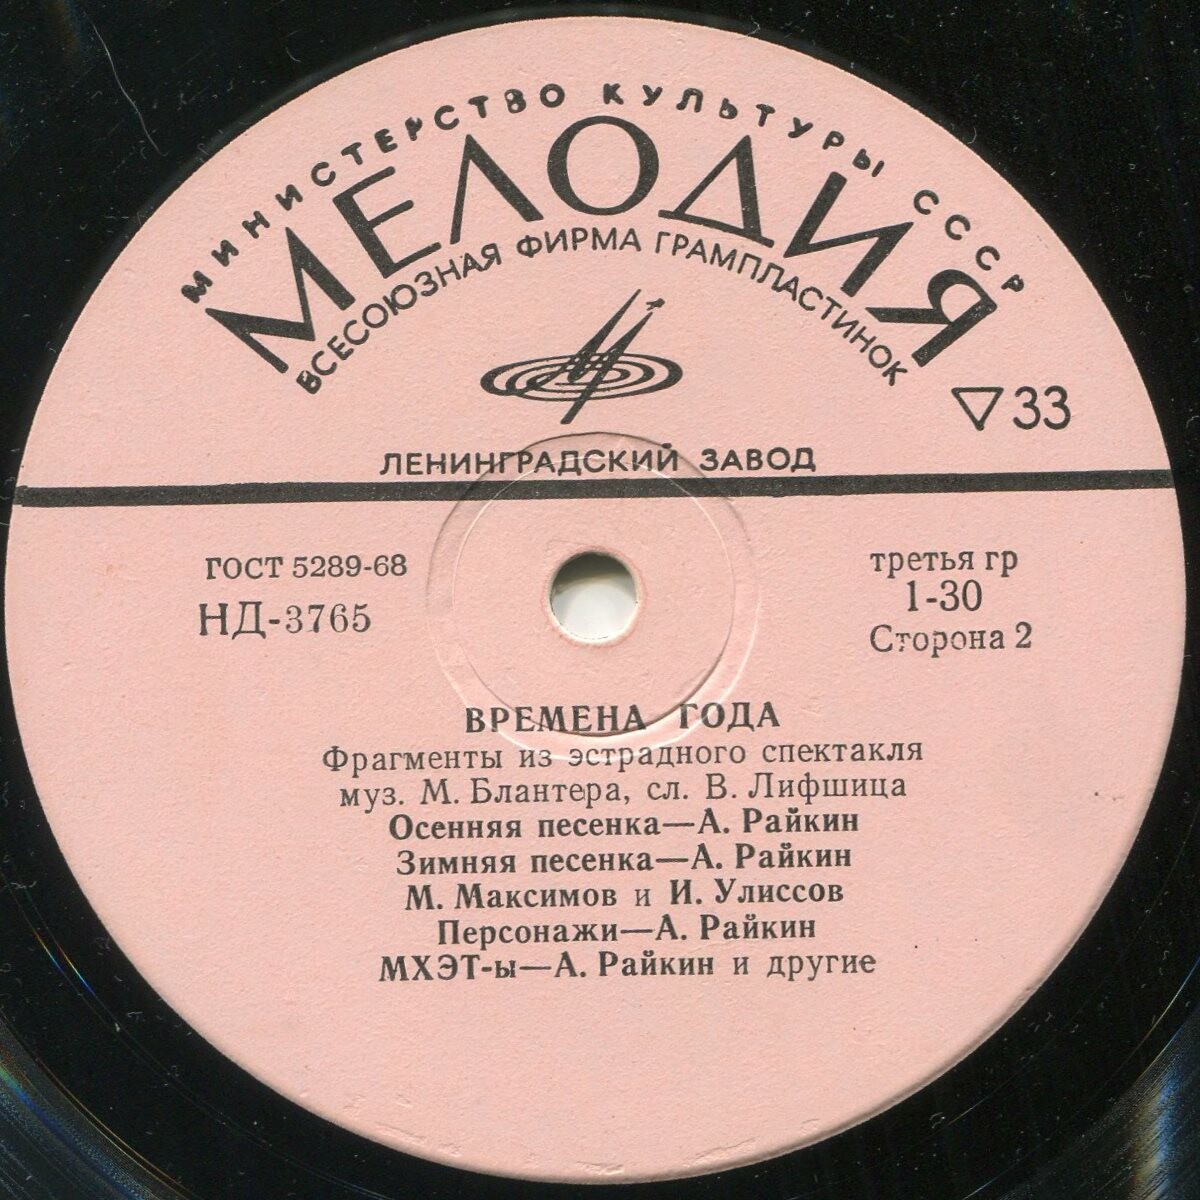 МИНИСТЕРСТВО КУЛЬТУРЫ СССР
МЕЛОДИЯ
ВСЕСОЮЗНАЯ ФИРМА ГРАМПЛАСТИНОК
▽33
ЛЕНИНГРАДСКИЙ ЗАВОД
ГОСТ 5289-68
НД-3765
третья гр
1-30
Сторона 2
ВРЕМЕНА ГОДА
Фрагменты из эстрадного спектакля
муз. М. Блантера, сл. В. Лифшица
Осенняя песенка—А. Райкин
Зимняя песенка—А. Райкин
М. Максимов и И. Улиссов
Персонажи—А. Райкин
МХЭТ-ы—А. Райкин и другие